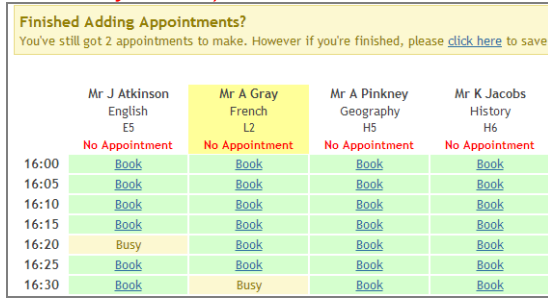 Finished Adding Appointments?
You've still got 2 appointments to make. However if you're finished, please click here to save
Mr J Atkinson Mr A Gray Mr A Pinkney Mr K Jacobs
English French Geography History
E5 L2 H5 H6
No Appointment No Appointment No Appointment No Appointment
16:00 Book Book Book Book
16:05 Book Book Book Book
16:10 Book Book Book Book
16:15 Book Book Book Book
16:20 Busy Book Book Book
16:25 Book Book Book Book
16:30 Book Busy Book Book